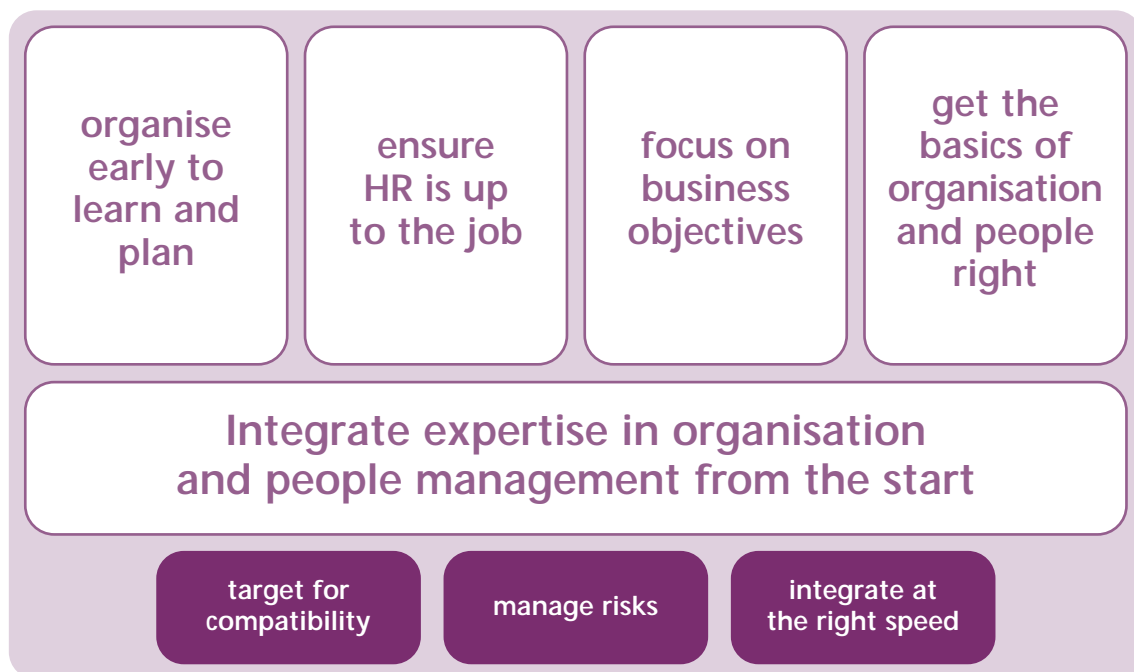 organise
early to
learn and
plan
ensure
HR is up
to the job
focus on
business
objectives
get the
basics of
organisation
and people
right
Integrate expertise in organisation
and people management from the start
target for
compatibility
manage risks
integrate at
the right speed